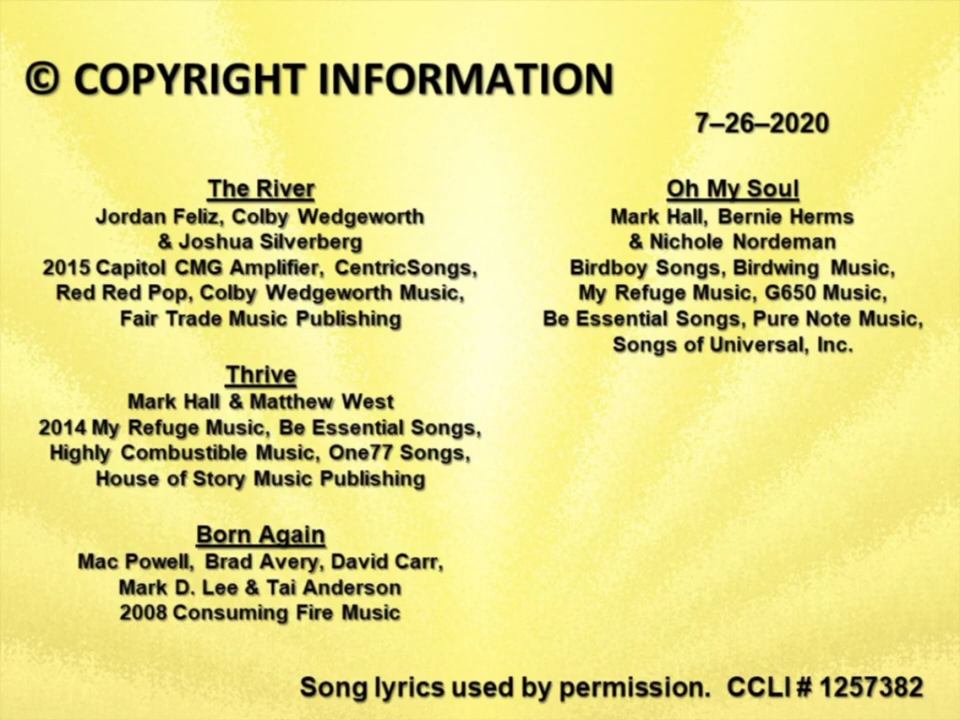 © COPYRIGHT INFORMATION
7–26–2020
The River
Jordan Feliz, Colby Wedgeworth
& Joshua Silverberg
2015 Capitol CMG Amplifier, CentricSongs,
Red Red Pop, Colby Wedgeworth Music,
Fair Trade Music Publishing
Thrive
Mark Hall & Matthew West
2014 My Refuge Music, Be Essential Songs,
Highly Combustible Music, One77 Songs,
House of Story Music Publishing
Born Again
Mac Powell, Brad Avery, David Carr,
Mark D. Lee & Tai Anderson
2008 Consuming Fire Music
Oh My Soul
Mark Hall, Bernie Herms
& Nichole Nordeman
Birdboy Songs, Birdwing Music,
My Refuge Music, G650 Music,
Be Essential Songs, Pure Note Music,
Songs of Universal, Inc.
Song lyrics used by permission. CCLI # 1257382